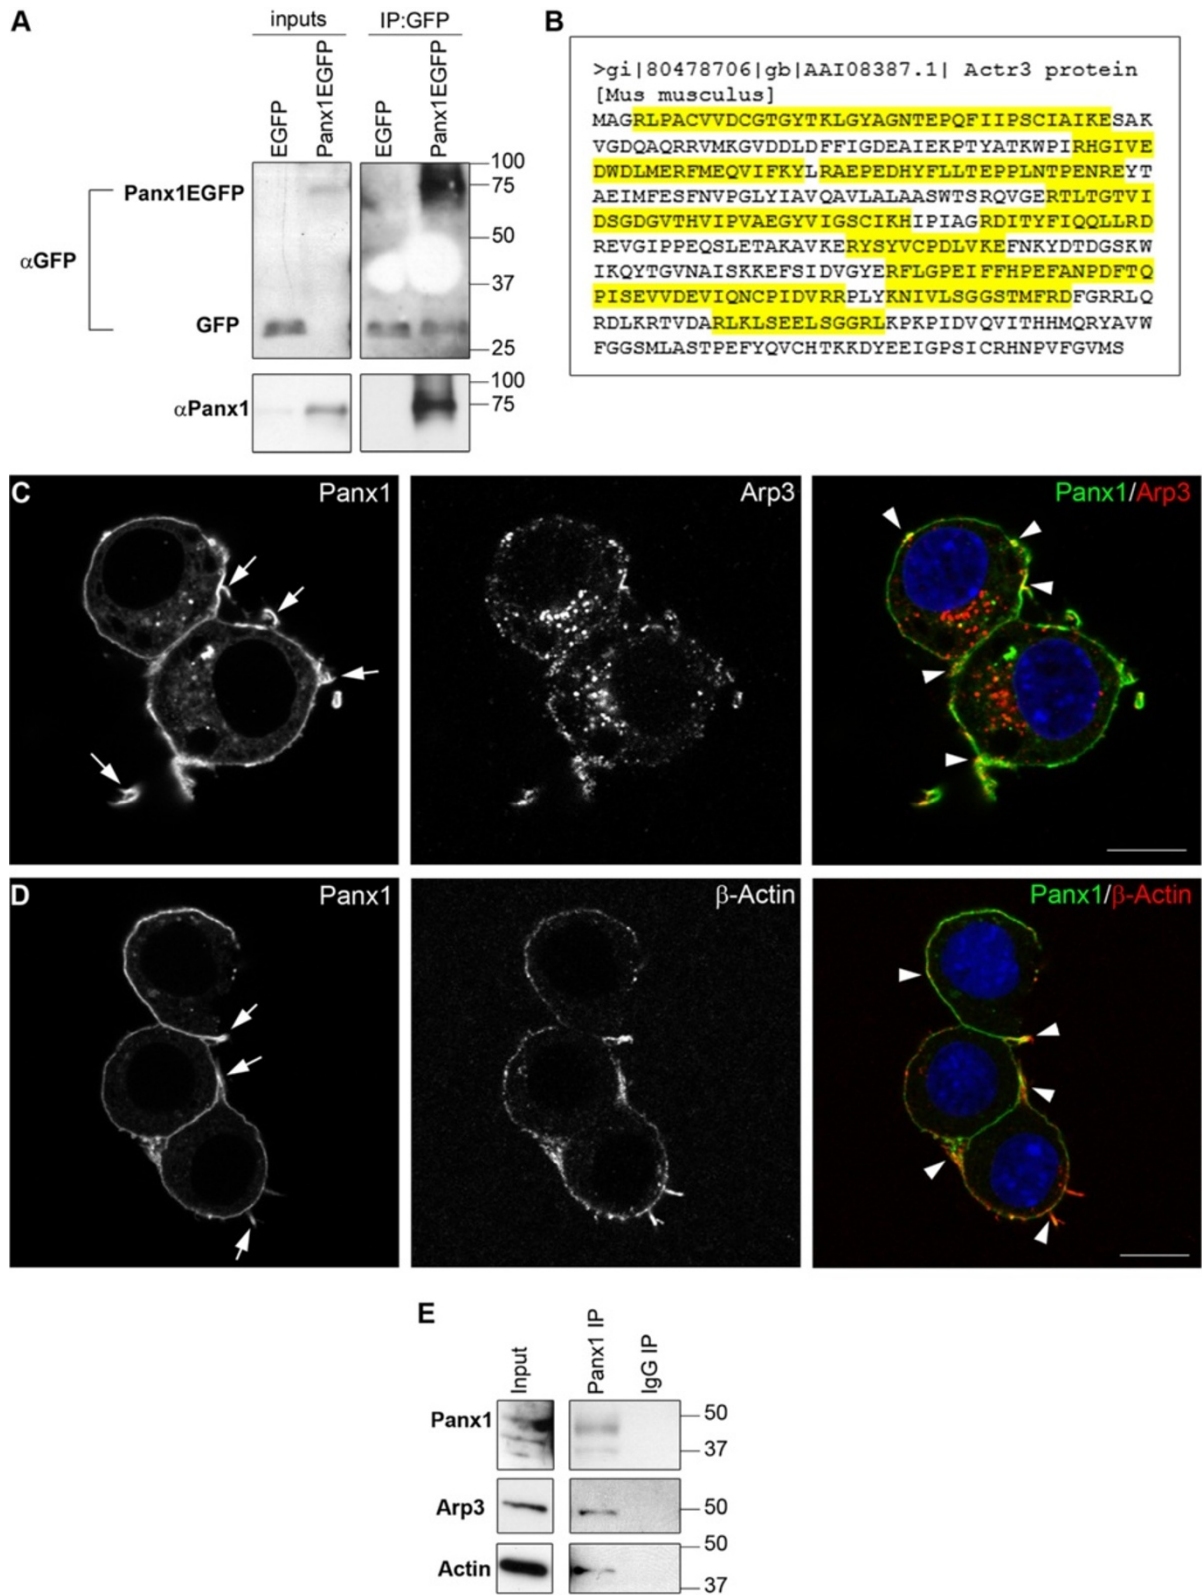 A
inputs
IP:GFP
EGFP
Panx1EGFP
EGFP
Panx1EGFP
100
Panx1EGFP
75
50
αGFP
37
GFP
25
100
αPanx1
75
B
>gi|80478706|gb|AAI08387.1| Actr3 protein
[Mus musculus]
MAGRLPACVVDCGTGYTKLGYAGNTEPQFIIPSCIAIKESAK
VGDQAQRRVMKGVDDLDFFIGDEAIEKPTYATKWPIRHGIVE
DWDLMERFMEQVIFKYLRAEPEDHYFLLTEPPLNTPENREYT
AEIMFESFNVPGLYIAVQAVLALAASWTSRQVGERTLTGTVI
DSGDGVTHVIPVAEGYVIGSCIKHIPIAGRDITYFIQQLLRD
REVGIPPEQSLETAKAVKERYSYVCPDLVKEFNKYDTDGSKW
IKQYTGVNAISKKEFSIDVGYERFLGPEIFFHPEFANPDFTQ
PISEVVDEVIQNCPIDVRRPLYKNIVLSGGSTMFRDFGRRLQ
RDLKRTVDARLKLSEELSGGRLKPKPIDVQVITHHMQRYAVW
FGGSMLASTPEFYQVCHTKKDYEEIGPSICRHNPVFGVMS
C
Panx1
Arp3
Panx1/Arp3
D
Panx1
β-Actin
Panx1/β-Actin
E
Input
Panx1 IP
IgG IP
Panx1
50
37
Arp3
50
50
Actin
37